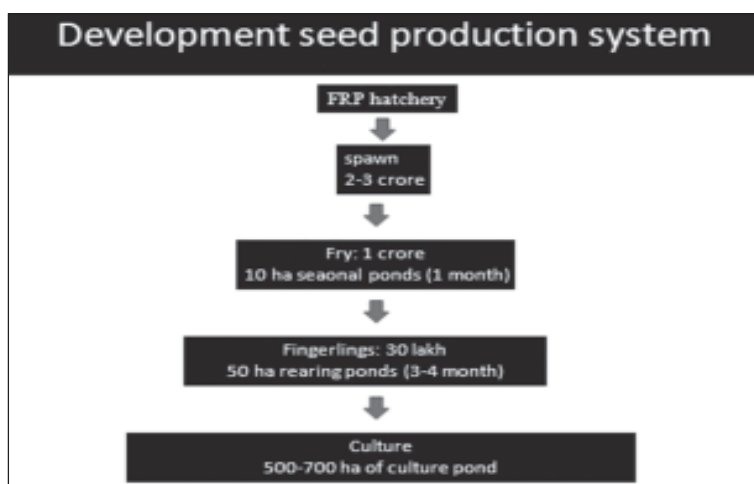 Development seed production system
FRP hatchery
spawn
2-3 crore
Fry: 1 crore
10 ha seaonal ponds (1 month)
Fingerlings: 30 lakh
50 ha rearing ponds (3-4 month)
Culture
500-700 ha of culture pond